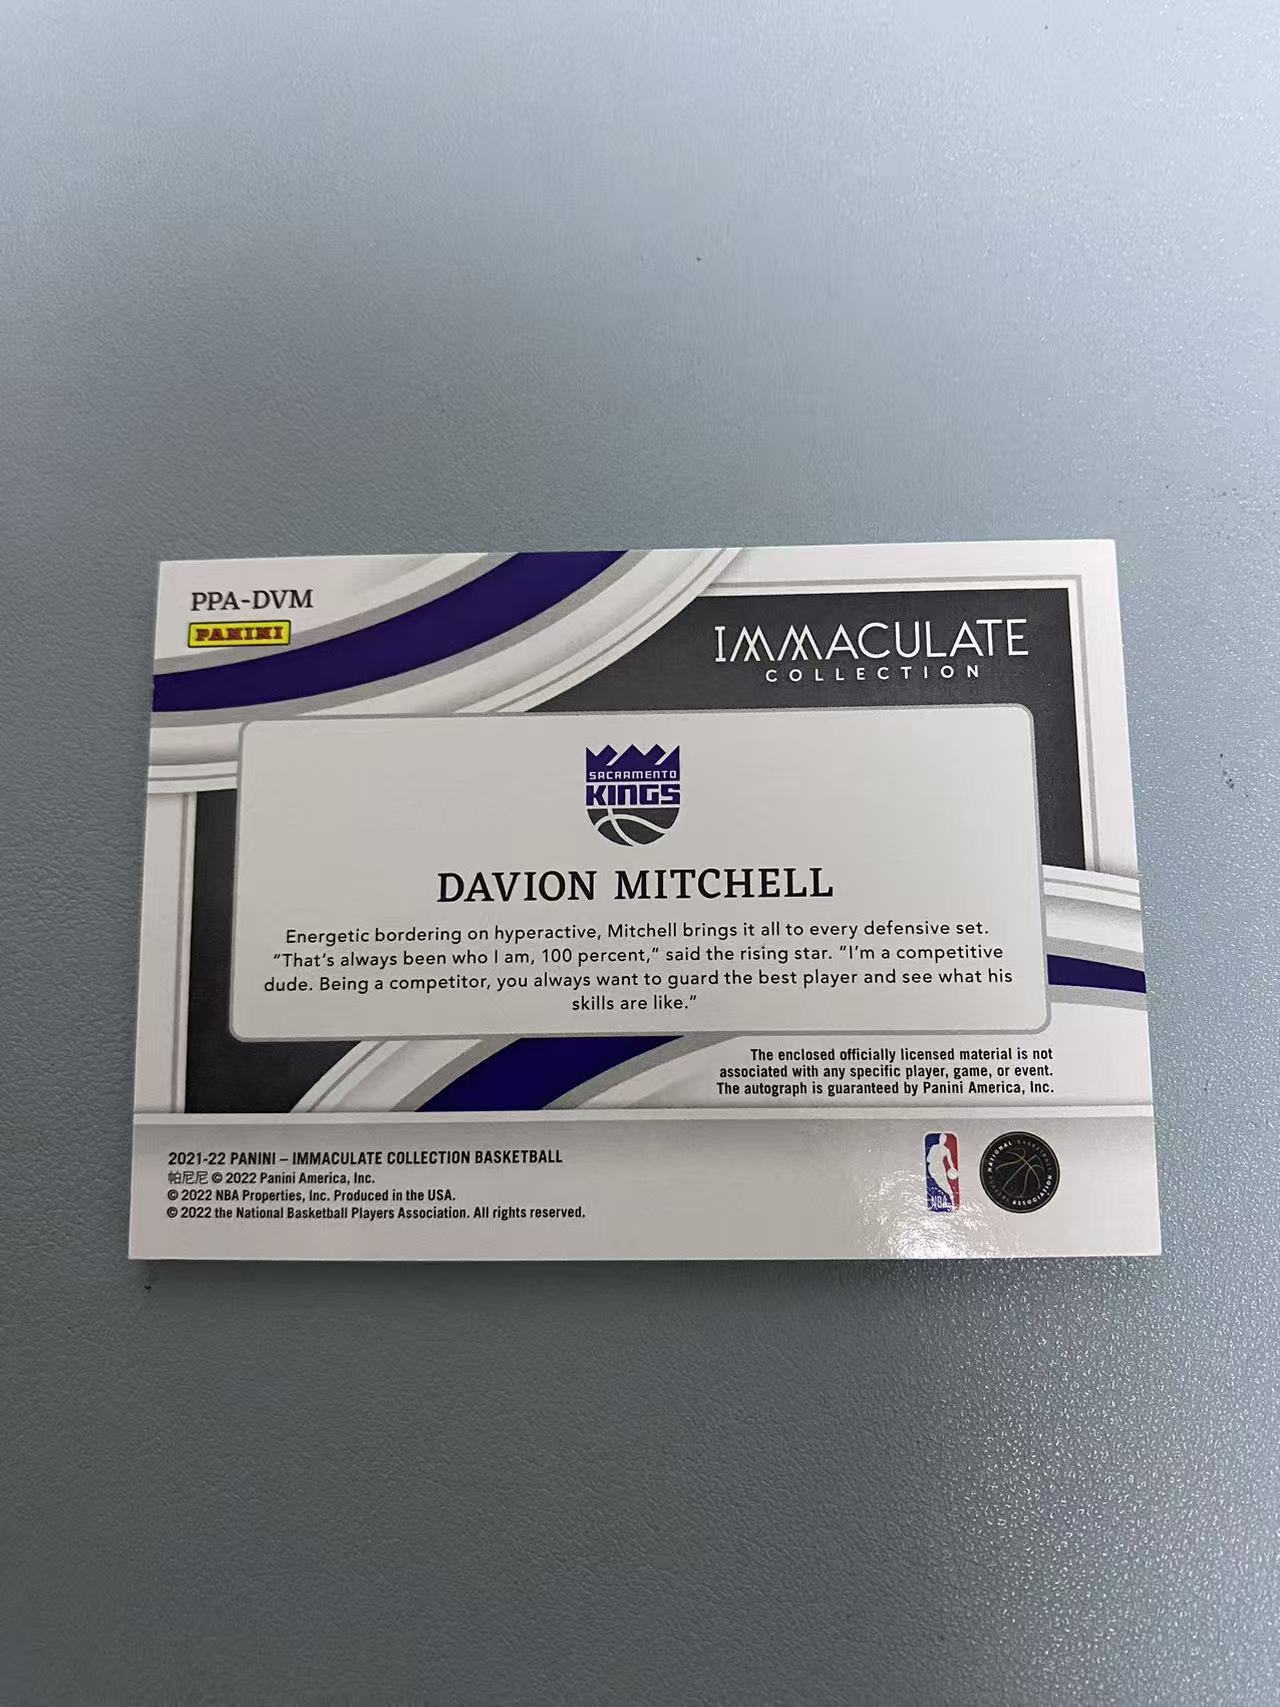 PPA-DVM
PANINI
IMMACULATE
COLLECTION
SACRAMENTO
KINGS
DAVION MITCHELL
Energetic bordering on hyperactive, Mitchell brings it all to every defensive set.
“That’s always been who I am, 100 percent,” said the rising star. “I’m a competitive
dude. Being a competitor, you always want to guard the best player and see what his
skills are like.”
The enclosed officially licensed material is not
associated with any specific player, game, or event.
The autograph is guaranteed by Panini America, Inc.
2021-22 PANINI – IMMACULATE COLLECTION BASKETBALL
帕尼尼 © 2022 Panini America, Inc.
© 2022 NBA Properties, Inc. Produced in the USA.
© 2022 the National Basketball Players Association. All rights reserved.
NBA
NATIONAL BASKETBALL
PLAYERS ASSOCIATION